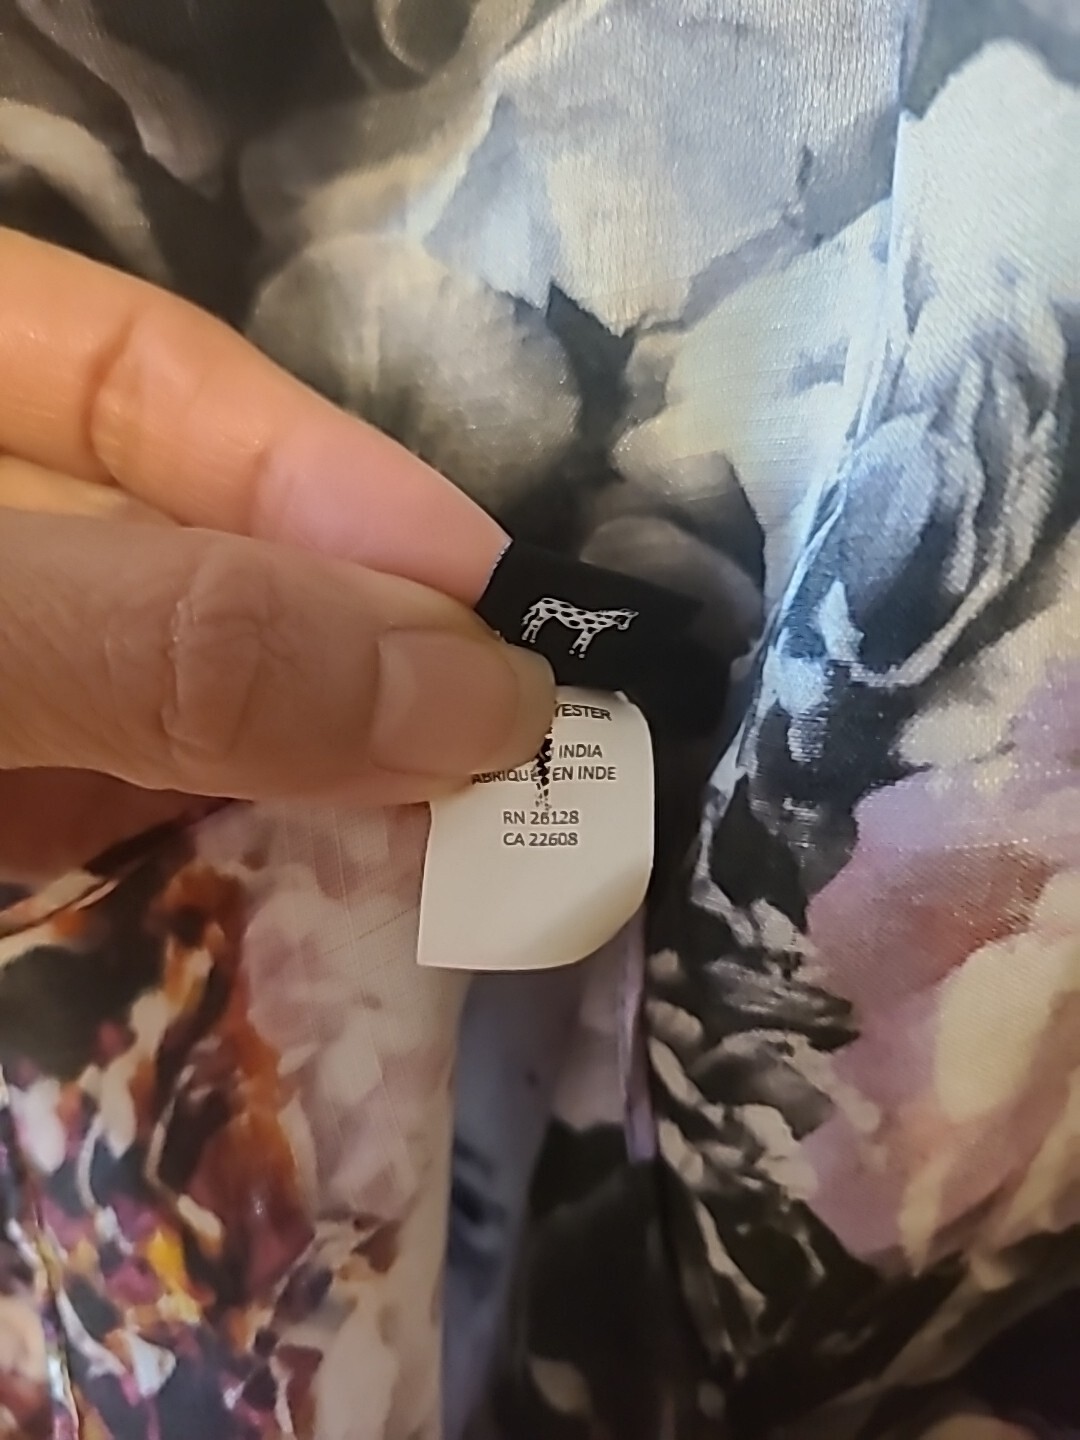 YESTER
INDIA
ABRIQUE EN INDE
RN 26128
CA 22608